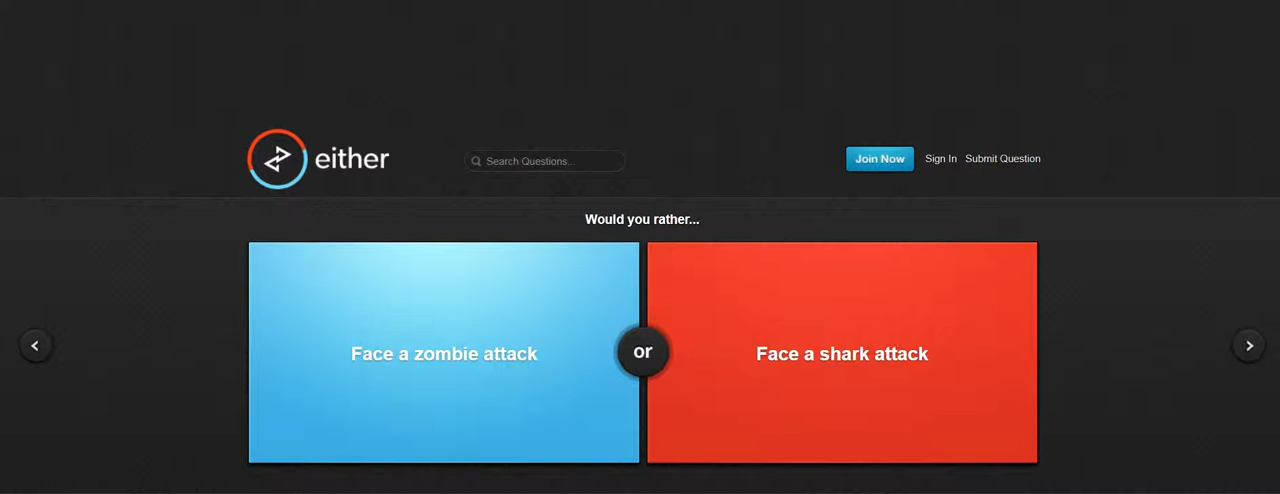 either
Search Questions...
Join Now
Sign In
Submit Question
Would you rather...
Face a zombie attack
or
Face a shark attack